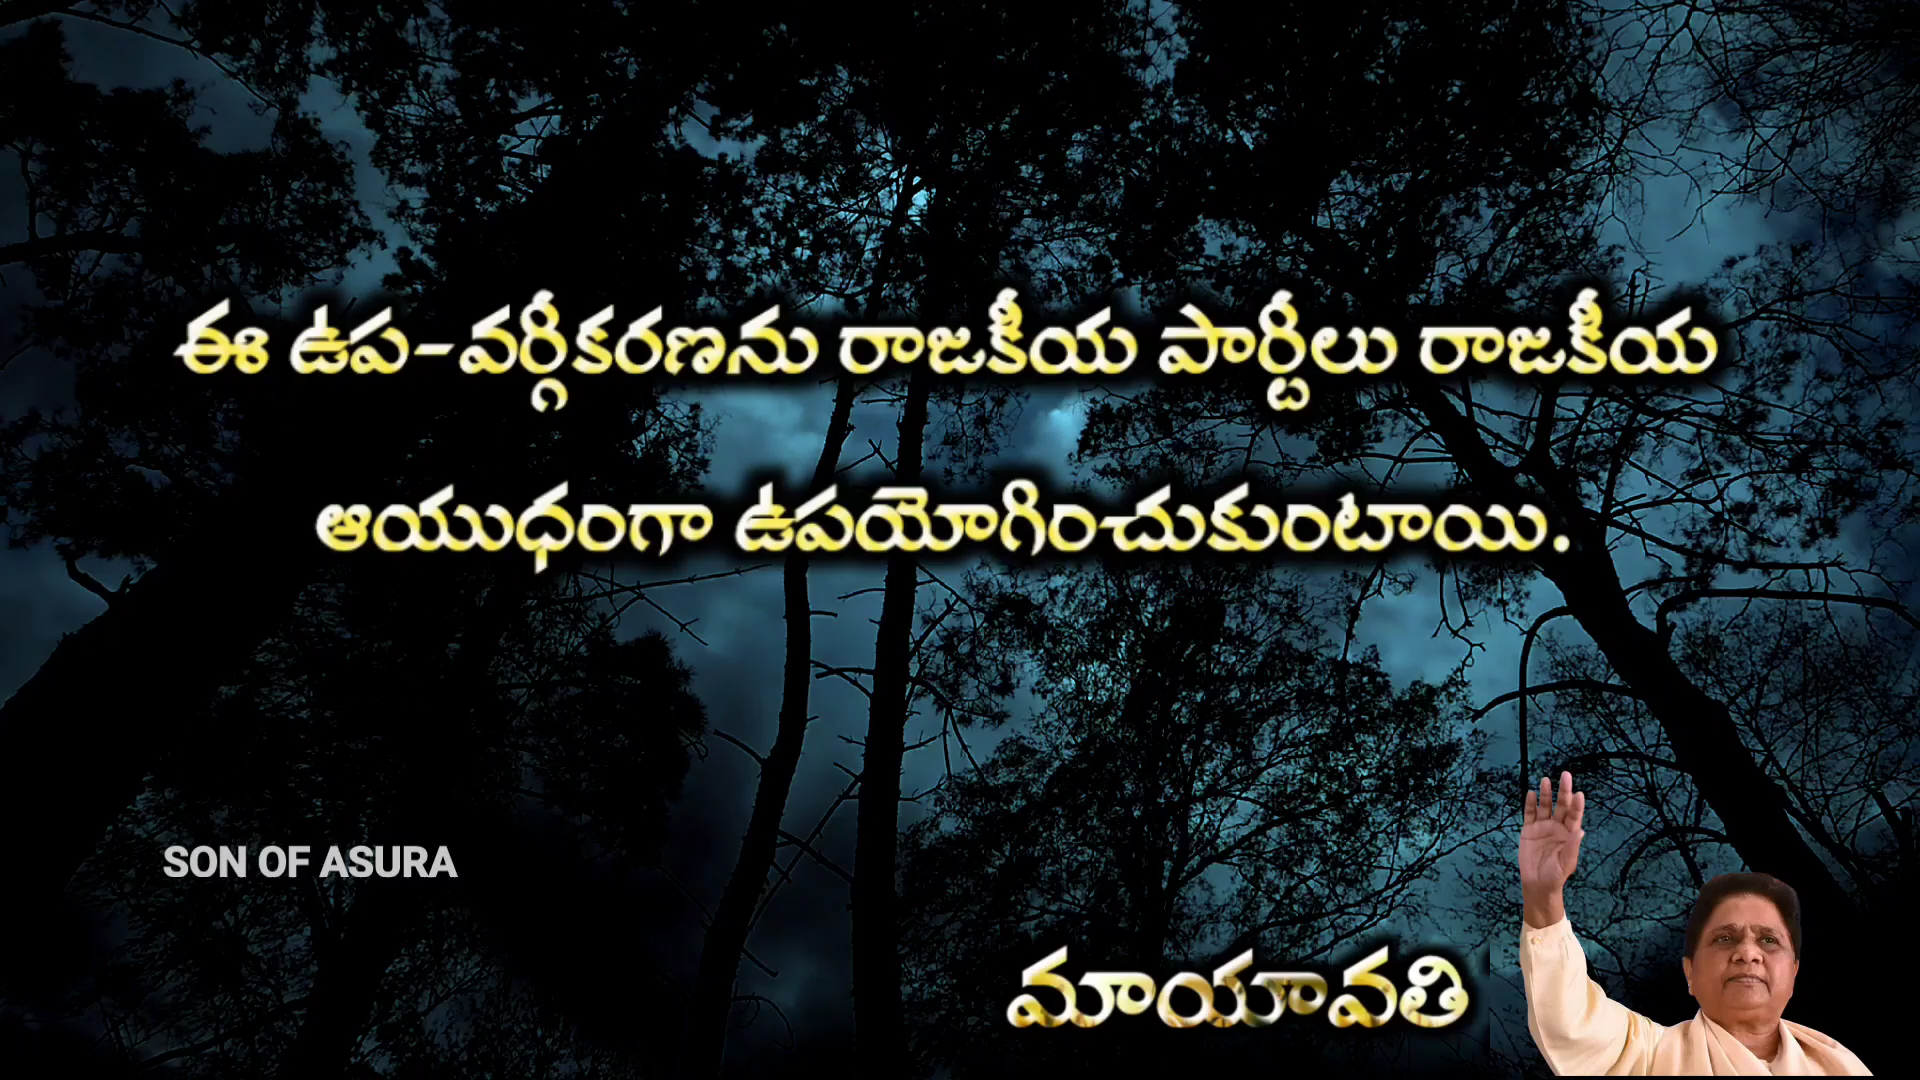 ఈ ఉప-వర్గీకరణను రాజకీయ పార్టీలు రాజకీయ
ఆయుధంగా ఉపయోగించుకుంటాయి.
SON OF ASURA
మాయావతి